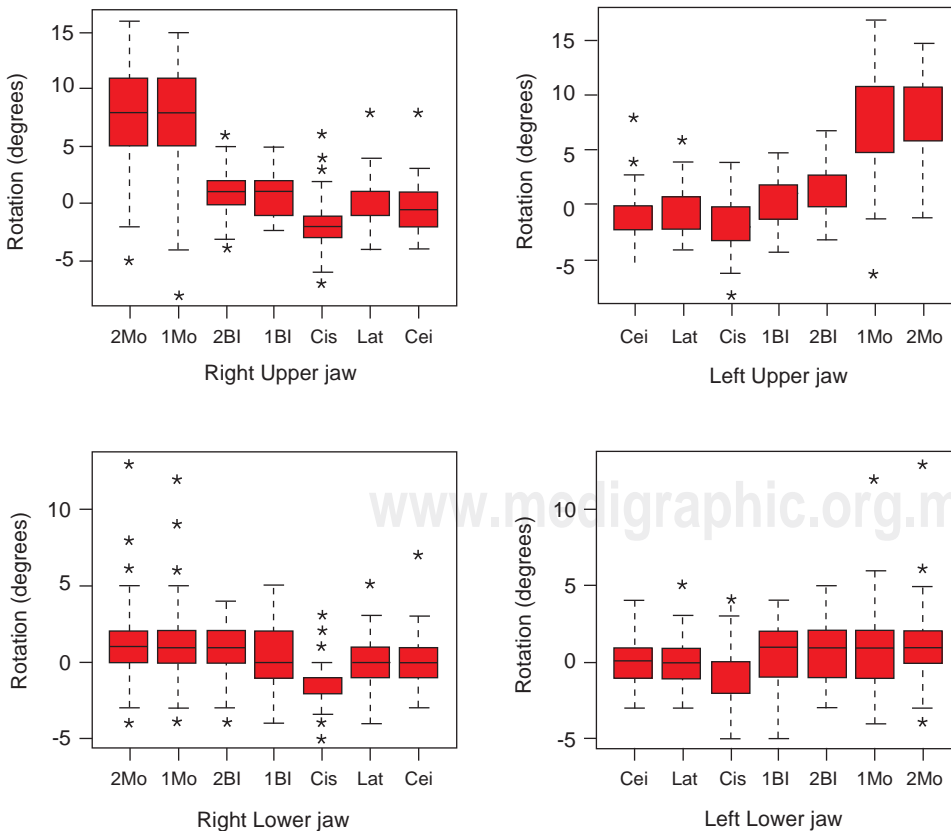 Rotation (degrees)
15
10
5
0
-5
2Mo 1Mo 2BI 1BI Cis Lat Cei
Right Upper jaw
Rotation (degrees)
15
10
5
0
-5
Cei Lat Cis 1BI 2BI 1Mo 2Mo
Left Upper jaw
Rotation (degrees)
10
5
0
-5
2Mo 1Mo 2BI 1BI Cis Lat Cei
Right Lower jaw
Rotation (degrees)
10
5
0
-5
Cei Lat Cis 1BI 2BI 1Mo 2Mo
Left Lower jaw
www.medigraphic.org.m